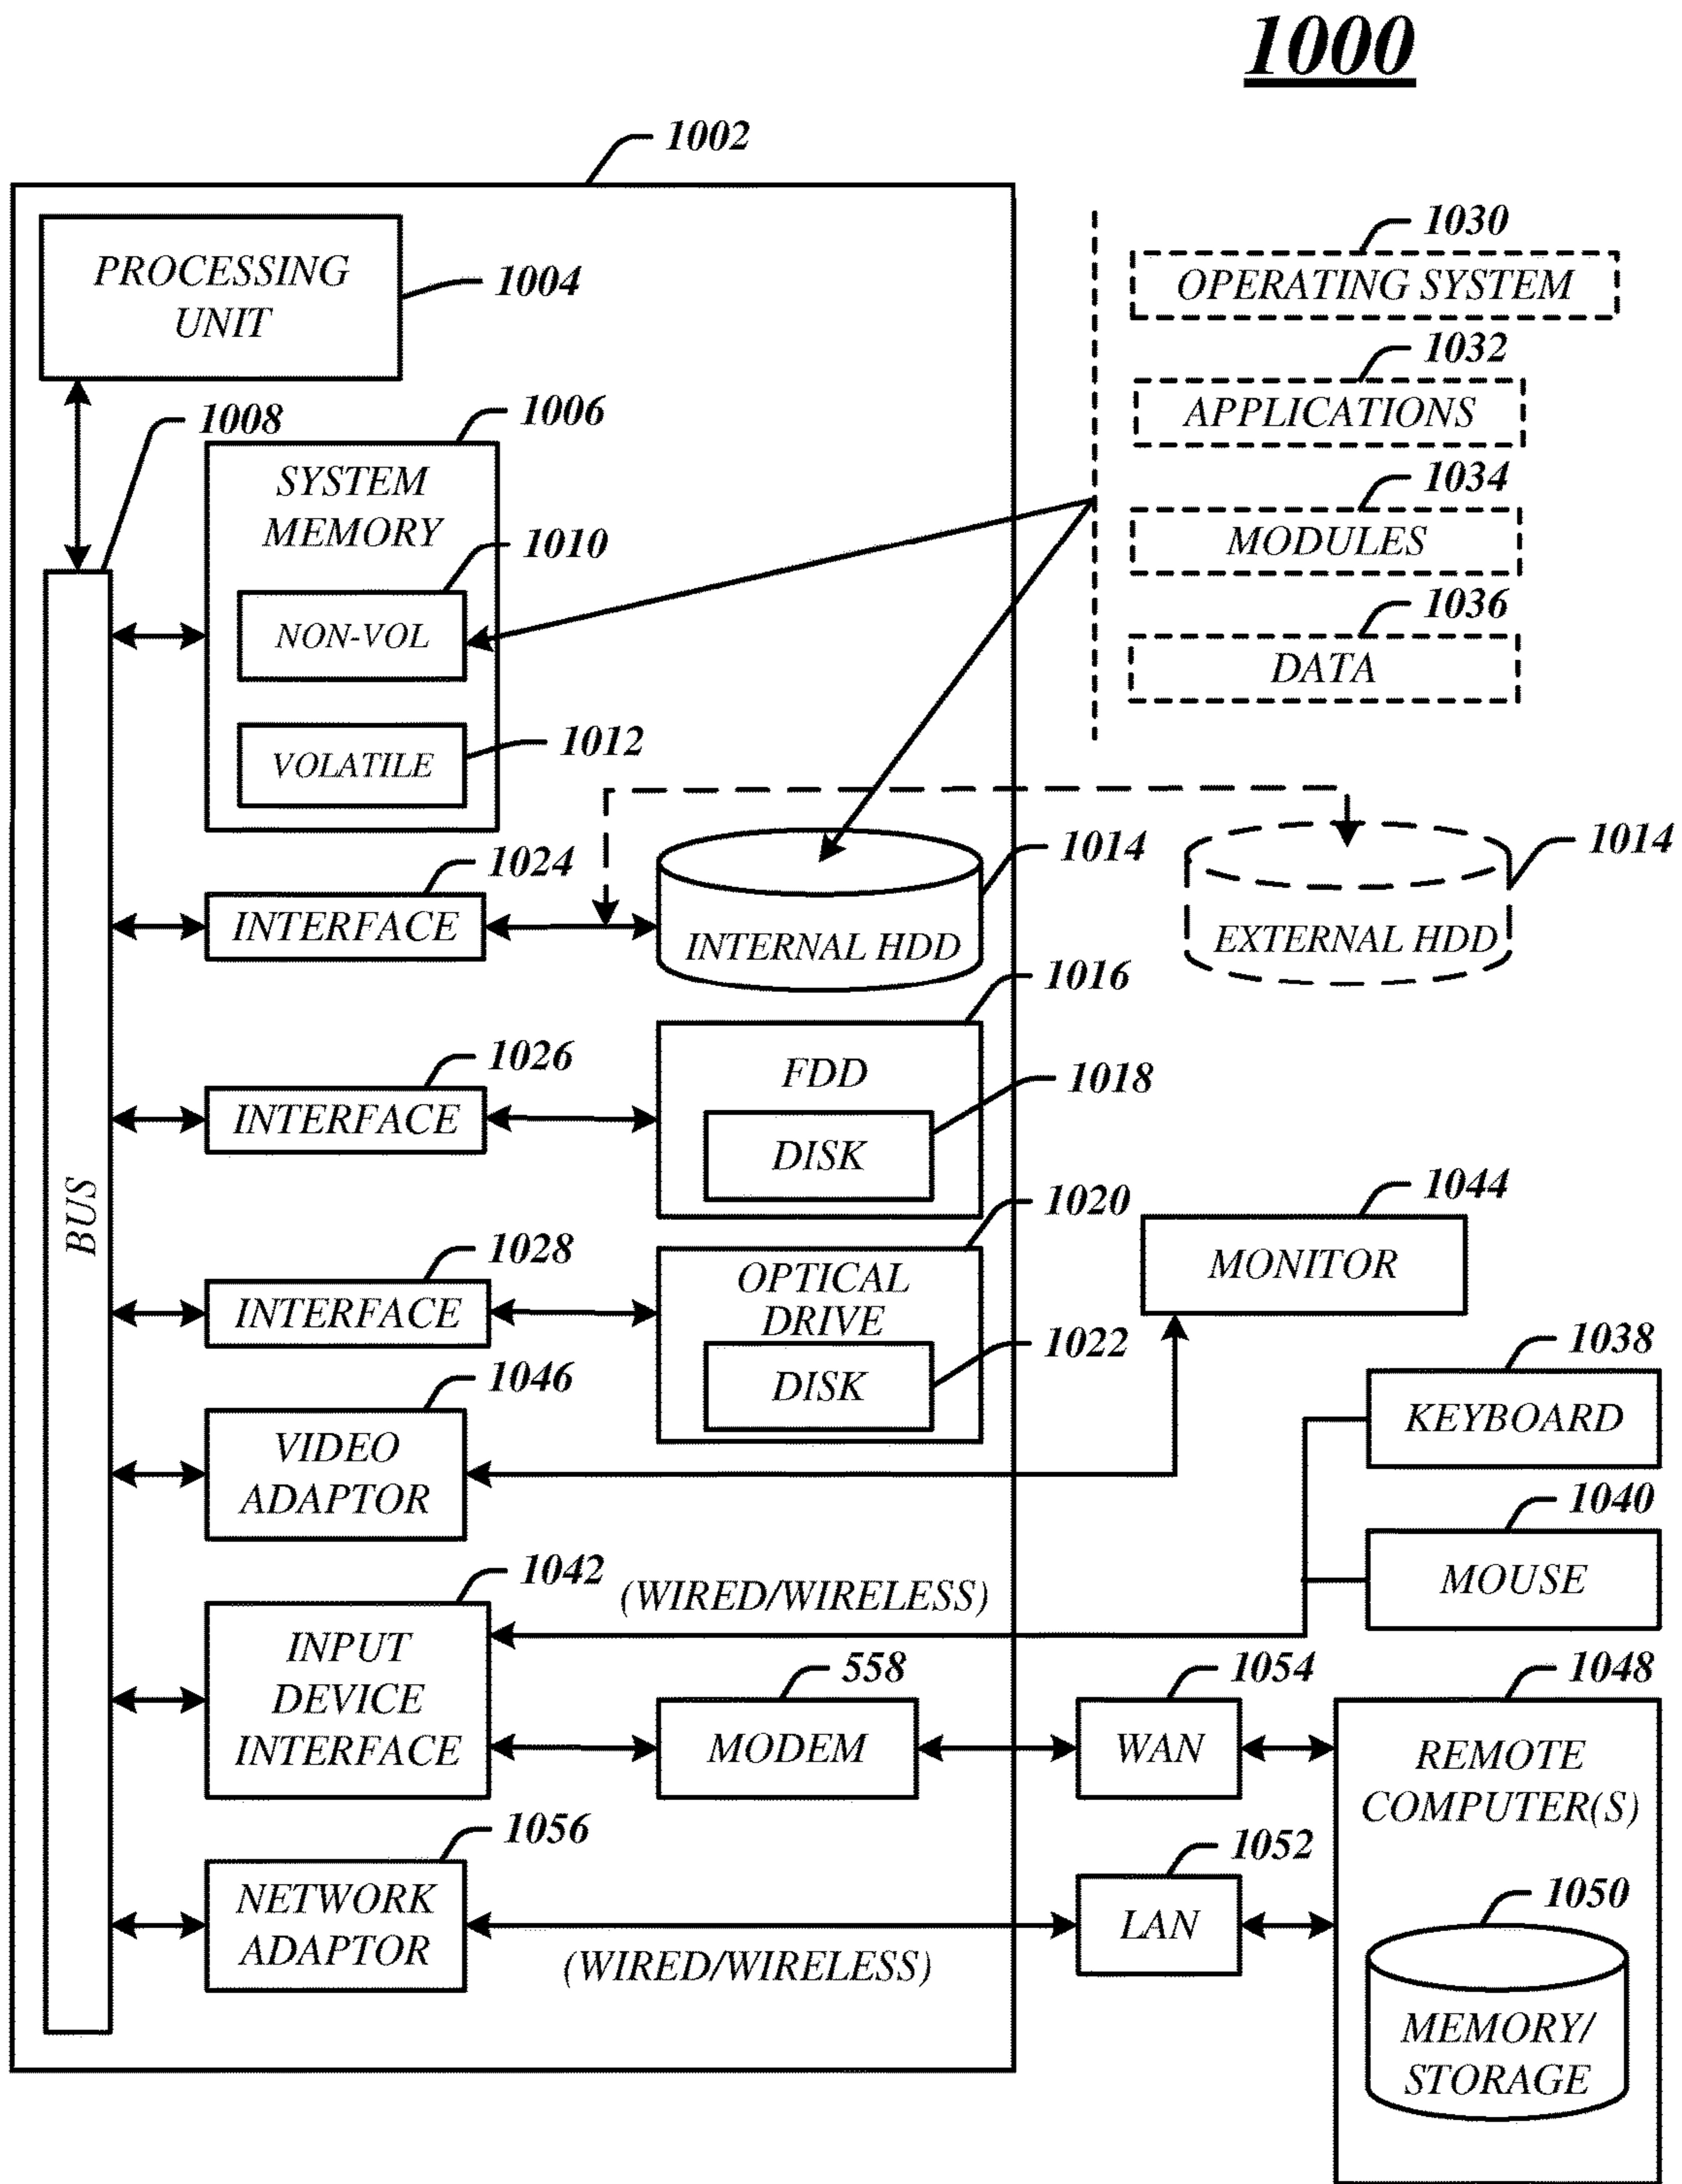 1000
1002
PROCESSING
UNIT
1004
1030
OPERATING SYSTEM
1032
APPLICATIONS
1034
MODULES
1036
DATA
1008
1006
SYSTEM
MEMORY
1010
NON-VOL
1012
VOLATILE
BUS
1024
INTERFACE
1014
INTERNAL HDD
1014
EXTERNAL HDD
1026
INTERFACE
1016
FDD
1018
DISK
1028
INTERFACE
1020
OPTICAL
DRIVE
1022
DISK
1044
MONITOR
1046
VIDEO
ADAPTOR
1038
KEYBOARD
1040
MOUSE
1042
INPUT
DEVICE
INTERFACE
(WIRED/WIRELESS)
558
MODEM
1054
WAN
1048
REMOTE
COMPUTER(S)
1056
NETWORK
ADAPTOR
(WIRED/WIRELESS)
1052
LAN
1050
MEMORY/
STORAGE